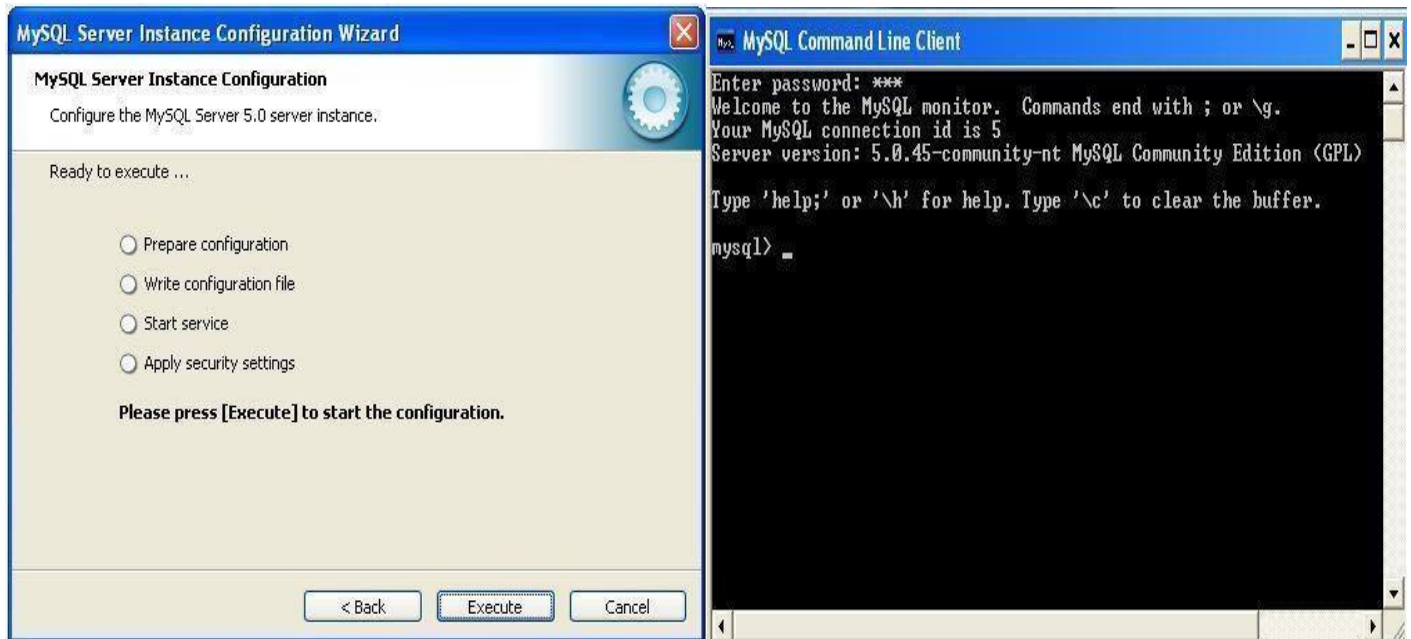 MySQL Server Instance Configuration Wizard
MySQL Server Instance Configuration
Configure the MySQL Server 5.0 server instance.
Ready to execute ...
Prepare configuration
Write configuration file
Start service
Apply security settings
Please press [Execute] to start the configuration.
< Back
Execute
Cancel
MySQL Command Line Client
Enter password: ***
Welcome to the MySQL monitor.  Commands end with ; or \g.
Your MySQL connection id is 5
Server version: 5.0.45-community-nt MySQL Community Edition (GPL)
Type 'help;' or '\h' for help. Type '\c' to clear the buffer.
mysql> _